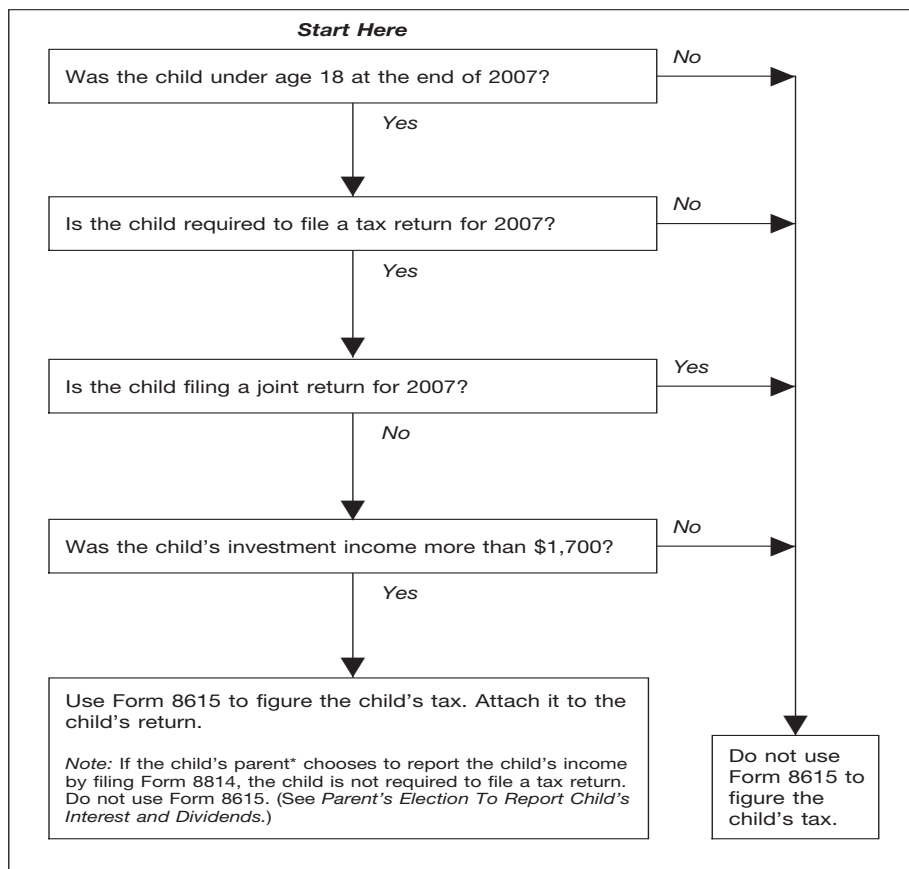 Start Here
Was the child under age 18 at the end of 2007?
No
Yes
Is the child required to file a tax return for 2007?
No
Yes
Is the child filing a joint return for 2007?
Yes
No
Was the child’s investment income more than $1,700?
No
Yes
Use Form 8615 to figure the child’s tax. Attach it to the
child’s return.
Note: If the child’s parent* chooses to report the child’s income
by filing Form 8814, the child is not required to file a tax return.
Do not use Form 8615. (See Parent’s Election To Report Child’s
Interest and Dividends.)
Do not use
Form 8615 to
figure the
child’s tax.